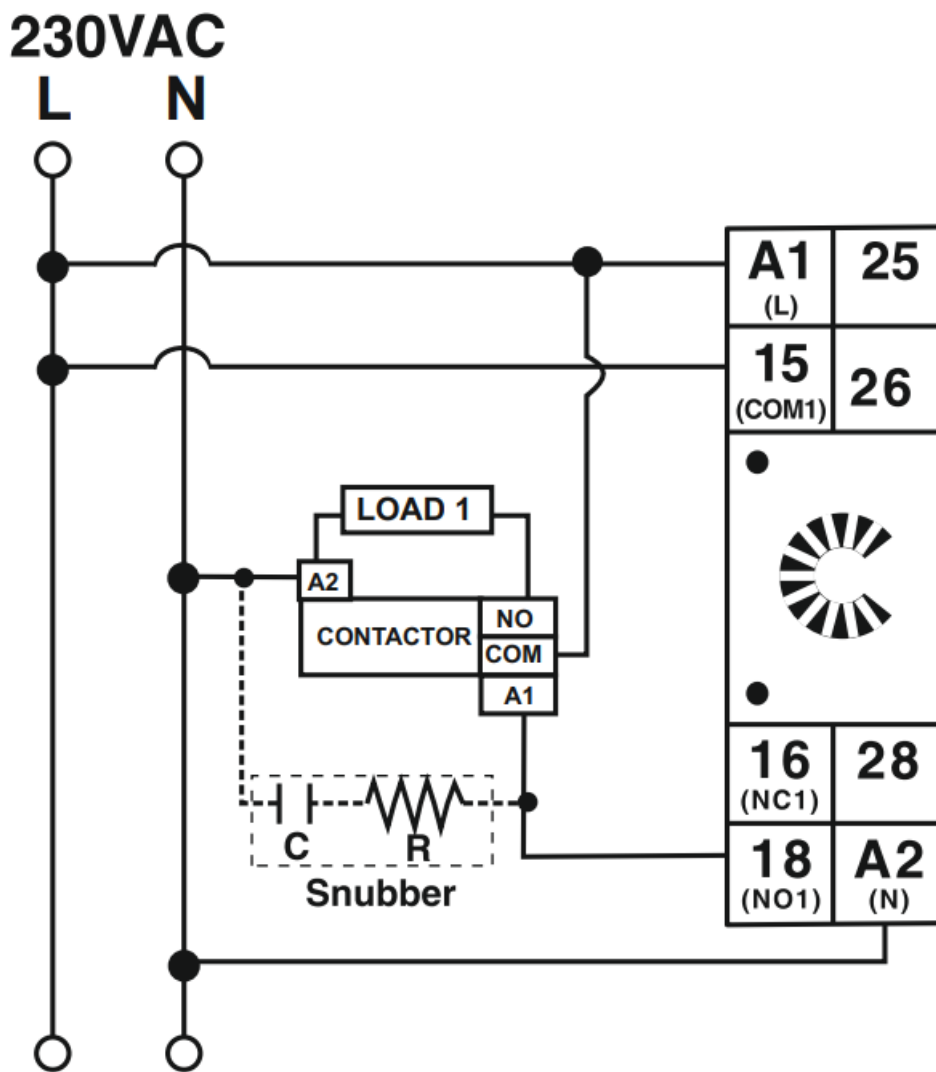 230VAC
L N
A1 25
(L)
15 26
(COM1)
LOAD 1
A2
NO
CONTACTOR
COM
A1
16 28
(NC1)
C R
18 A2
(NO1) (N)
Snubber